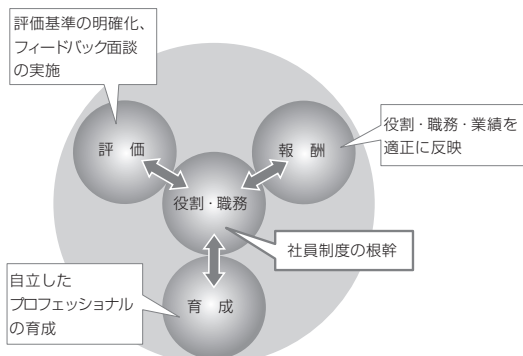 評価基準の明確化、
フィードバック面談
の実施
評 価
報 酬
役割・職務・業績を
適正に反映
役割・職務
社員制度の根幹
自立した
プロフェッショナル
の育成
育 成